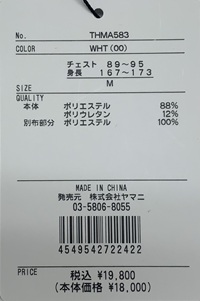 No. THMA583
COLOR WHT(00)
チェスト 89~95
身長 167~173
SIZE M
QUALITY
本体 ポリエステル 88%
ポリウレタン 12%
別布部分 ポリエステル 100%
MADE IN CHINA
発売元 株式会社ヤマニ
03-5806-8055
4549542722422
PRICE 税込 ¥19,800
(本体価格 ¥18,000)